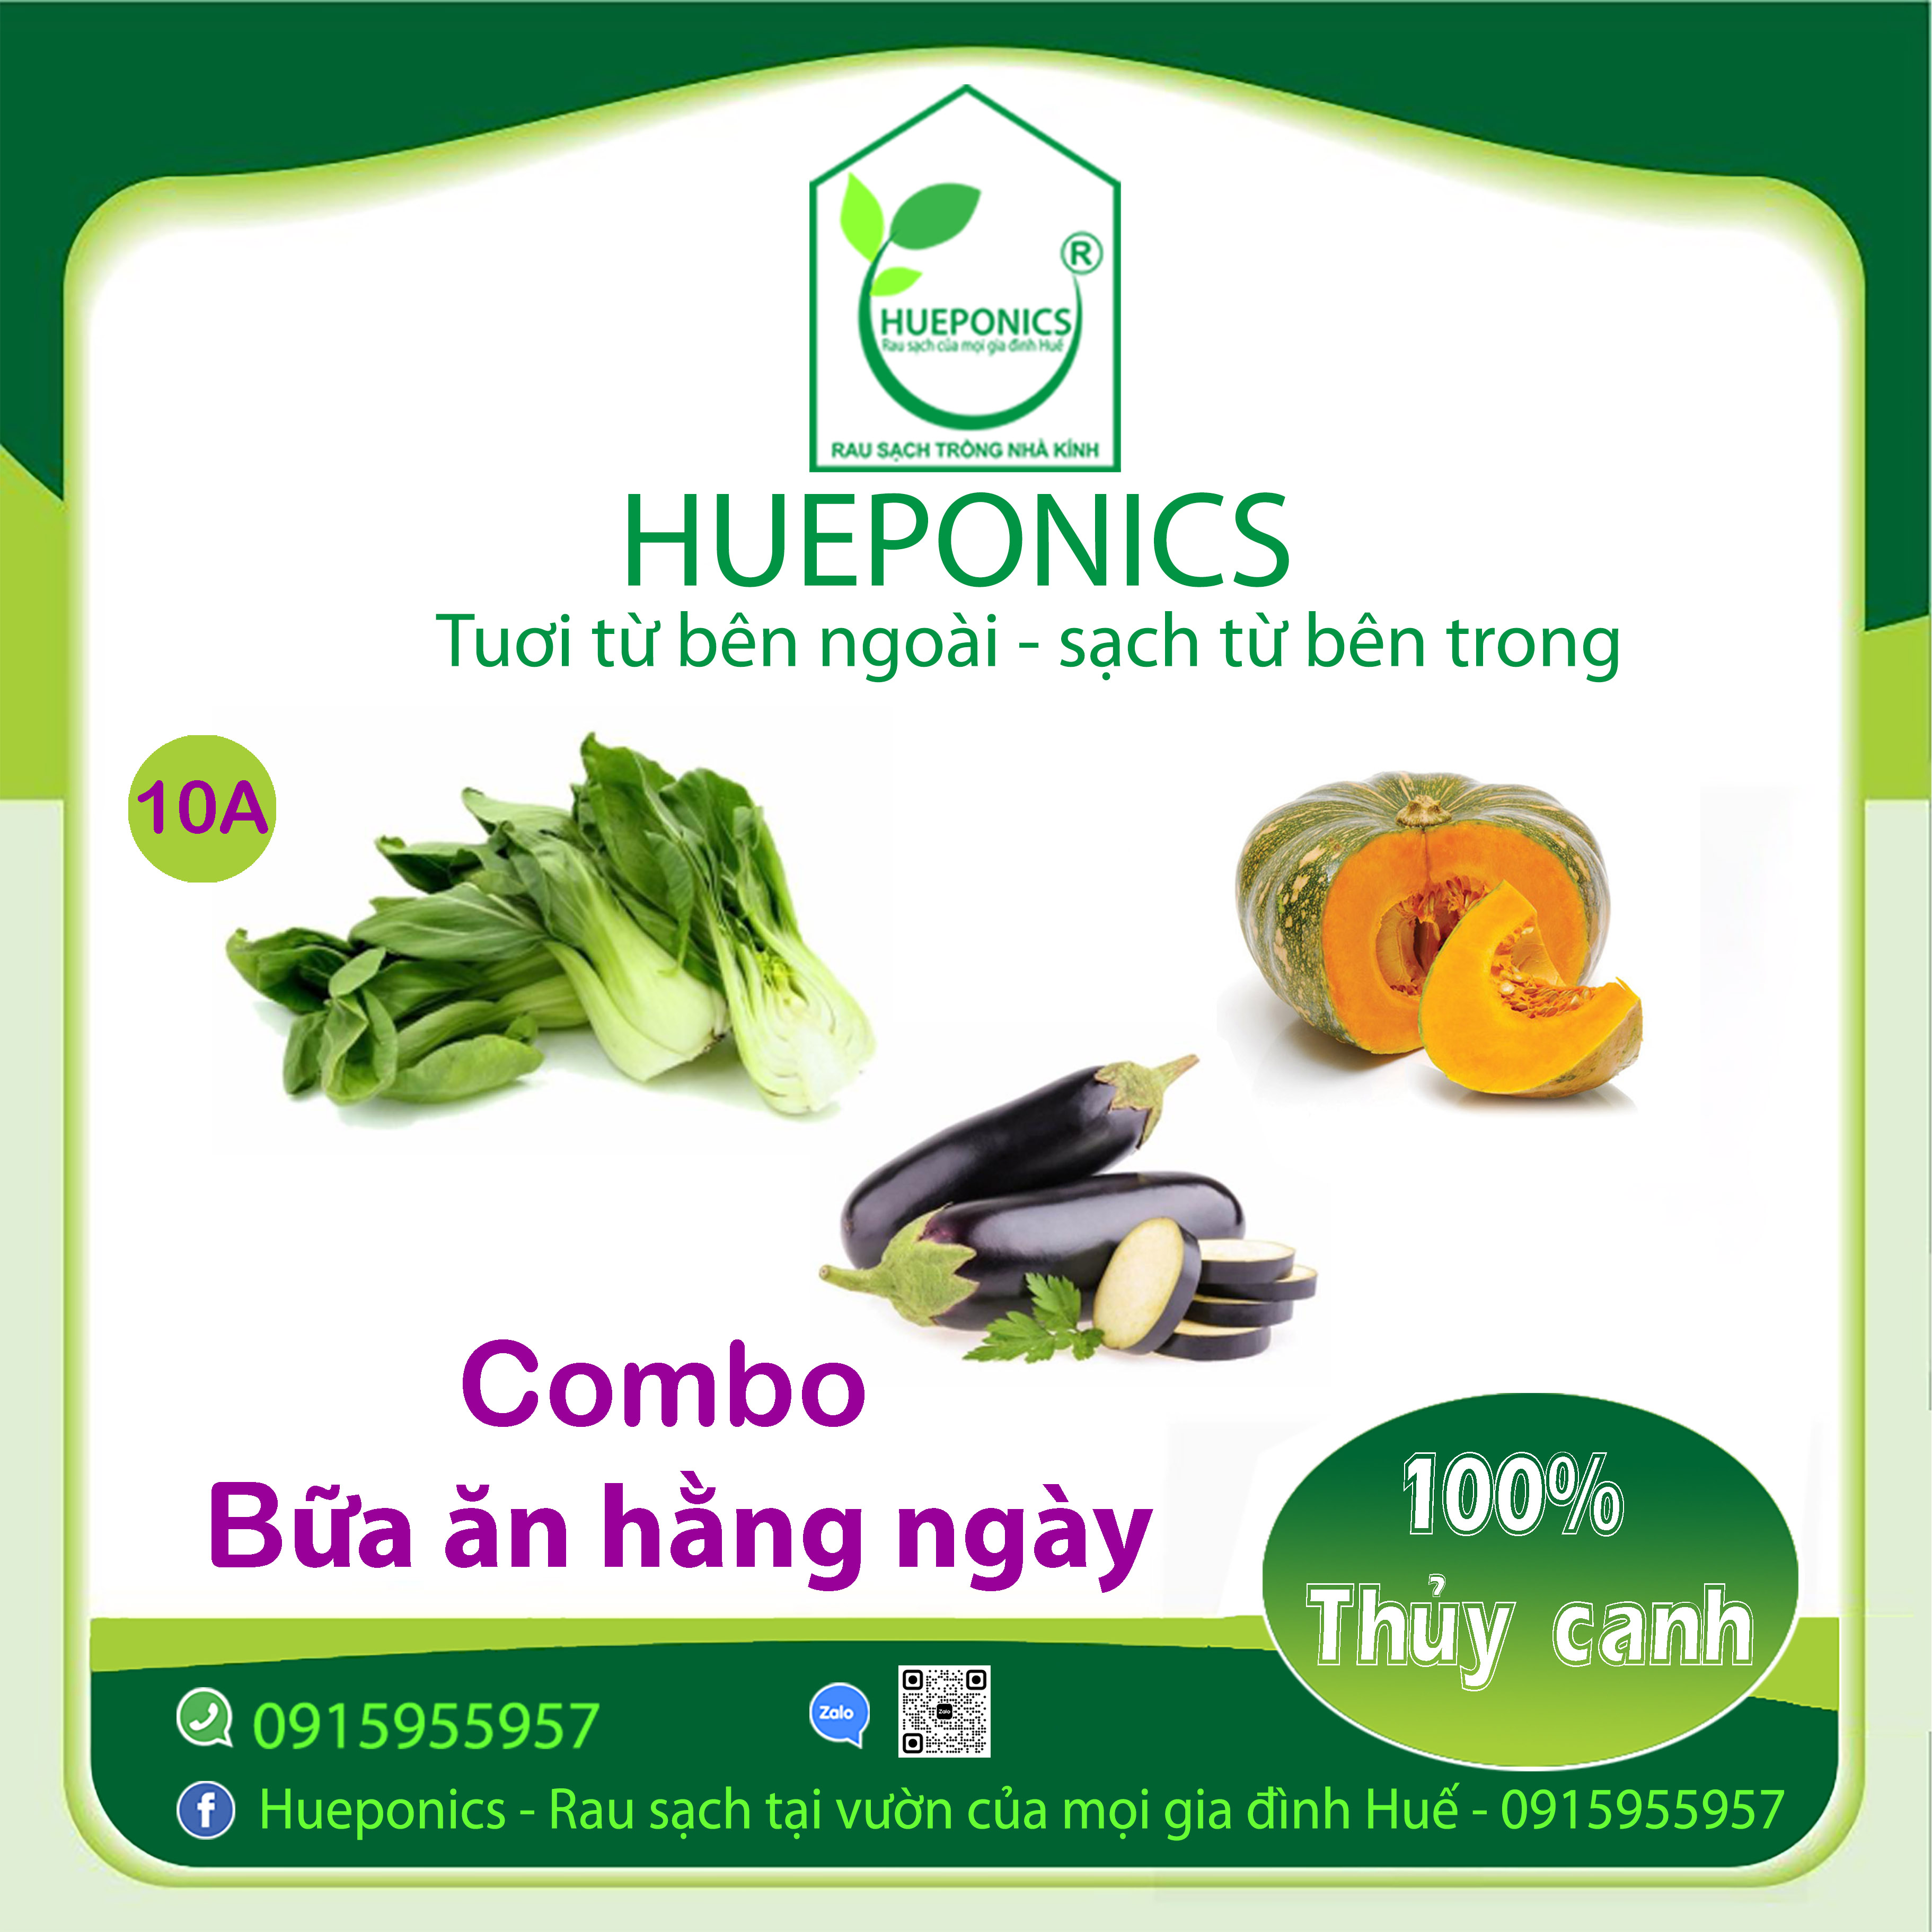 ®
HUEPONICS
Rau sạch của mọi gia đình Huế
RAU SẠCH TRỒNG NHÀ KÍNH
HUEPONICS
Tươi từ bên ngoài - sạch từ bên trong
10A
Combo
Bữa ăn hằng ngày
100%
Thủy canh
0915955957
Zalo
Zalo
Hueponics - Rau sạch tại vườn của mọi gia đình Huế - 0915955957